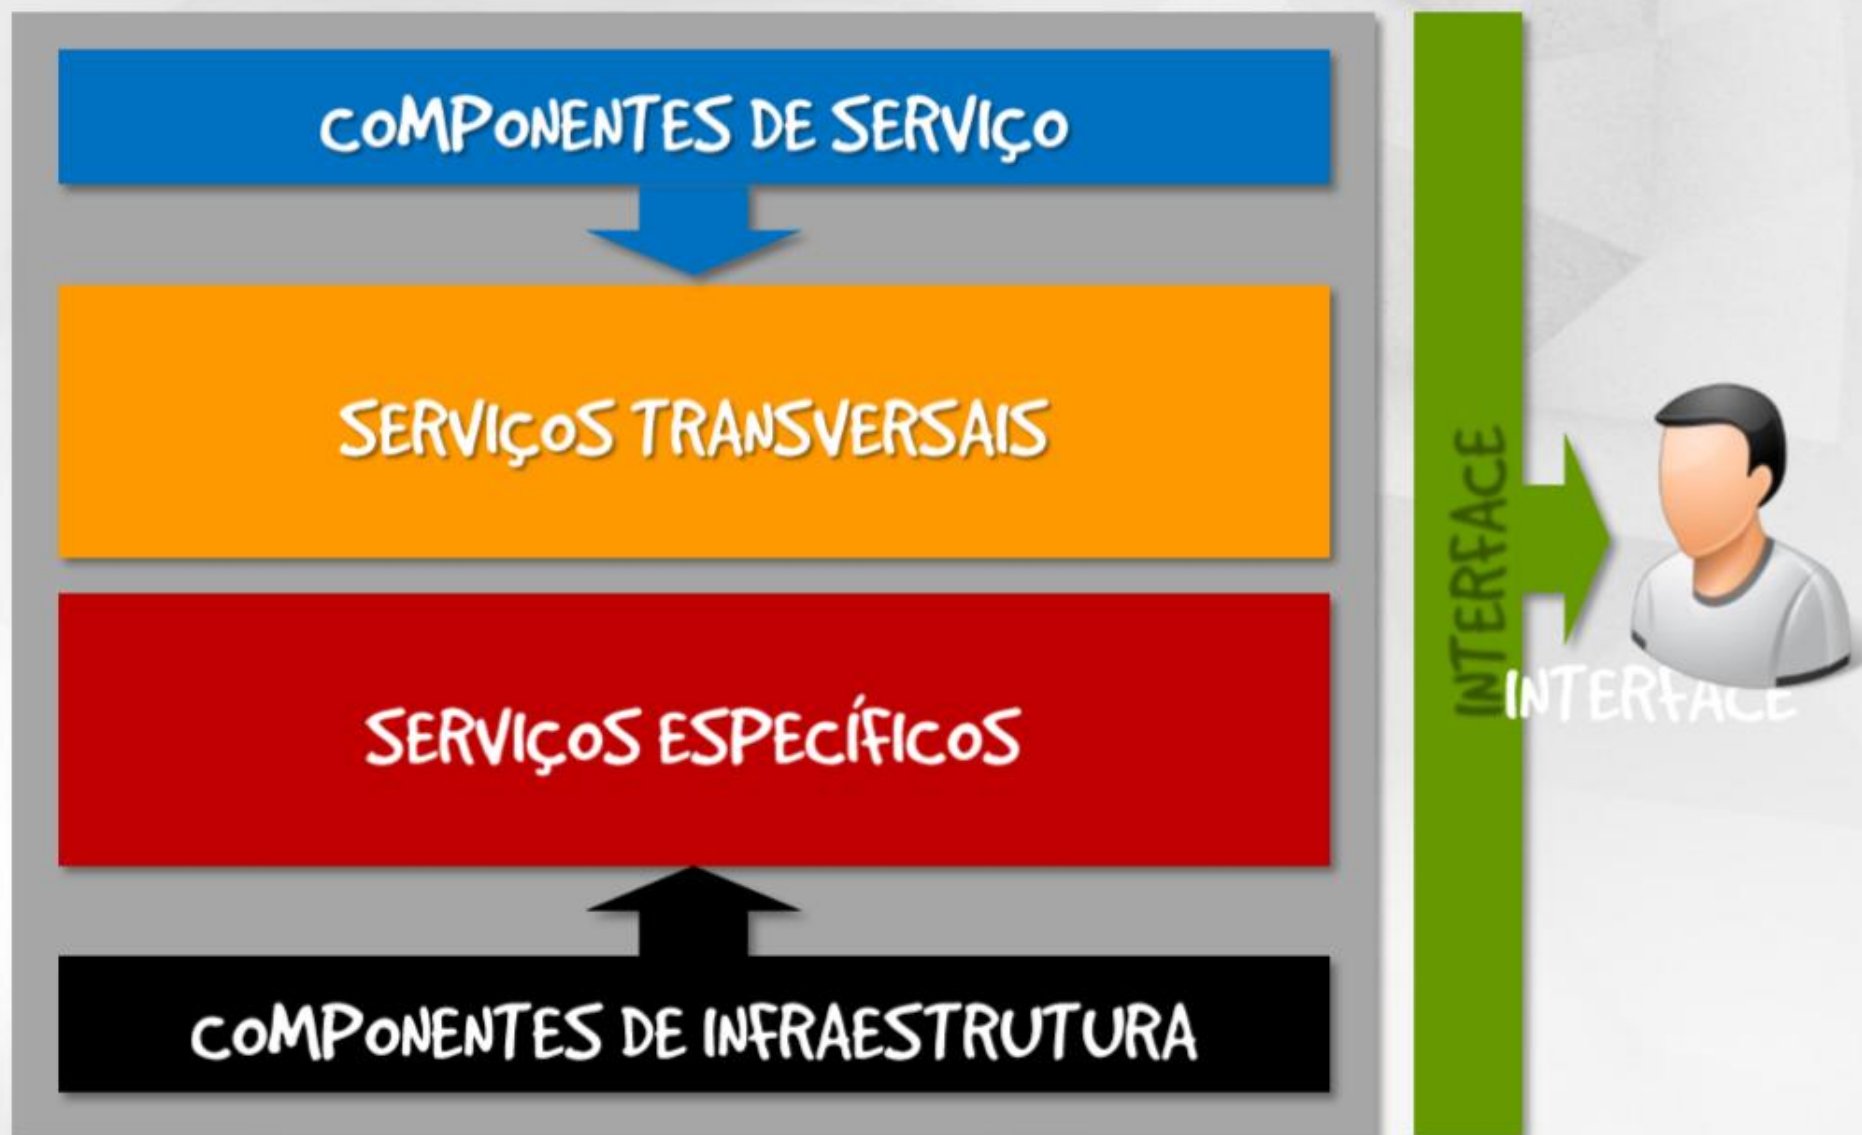 COMPONENTES DE SERVIÇO
SERVIÇOS TRANSVERSAIS
SERVIÇOS ESPECÍFICOS
COMPONENTES DE INFRAESTRUTURA
INTERFACE
INTERFACE